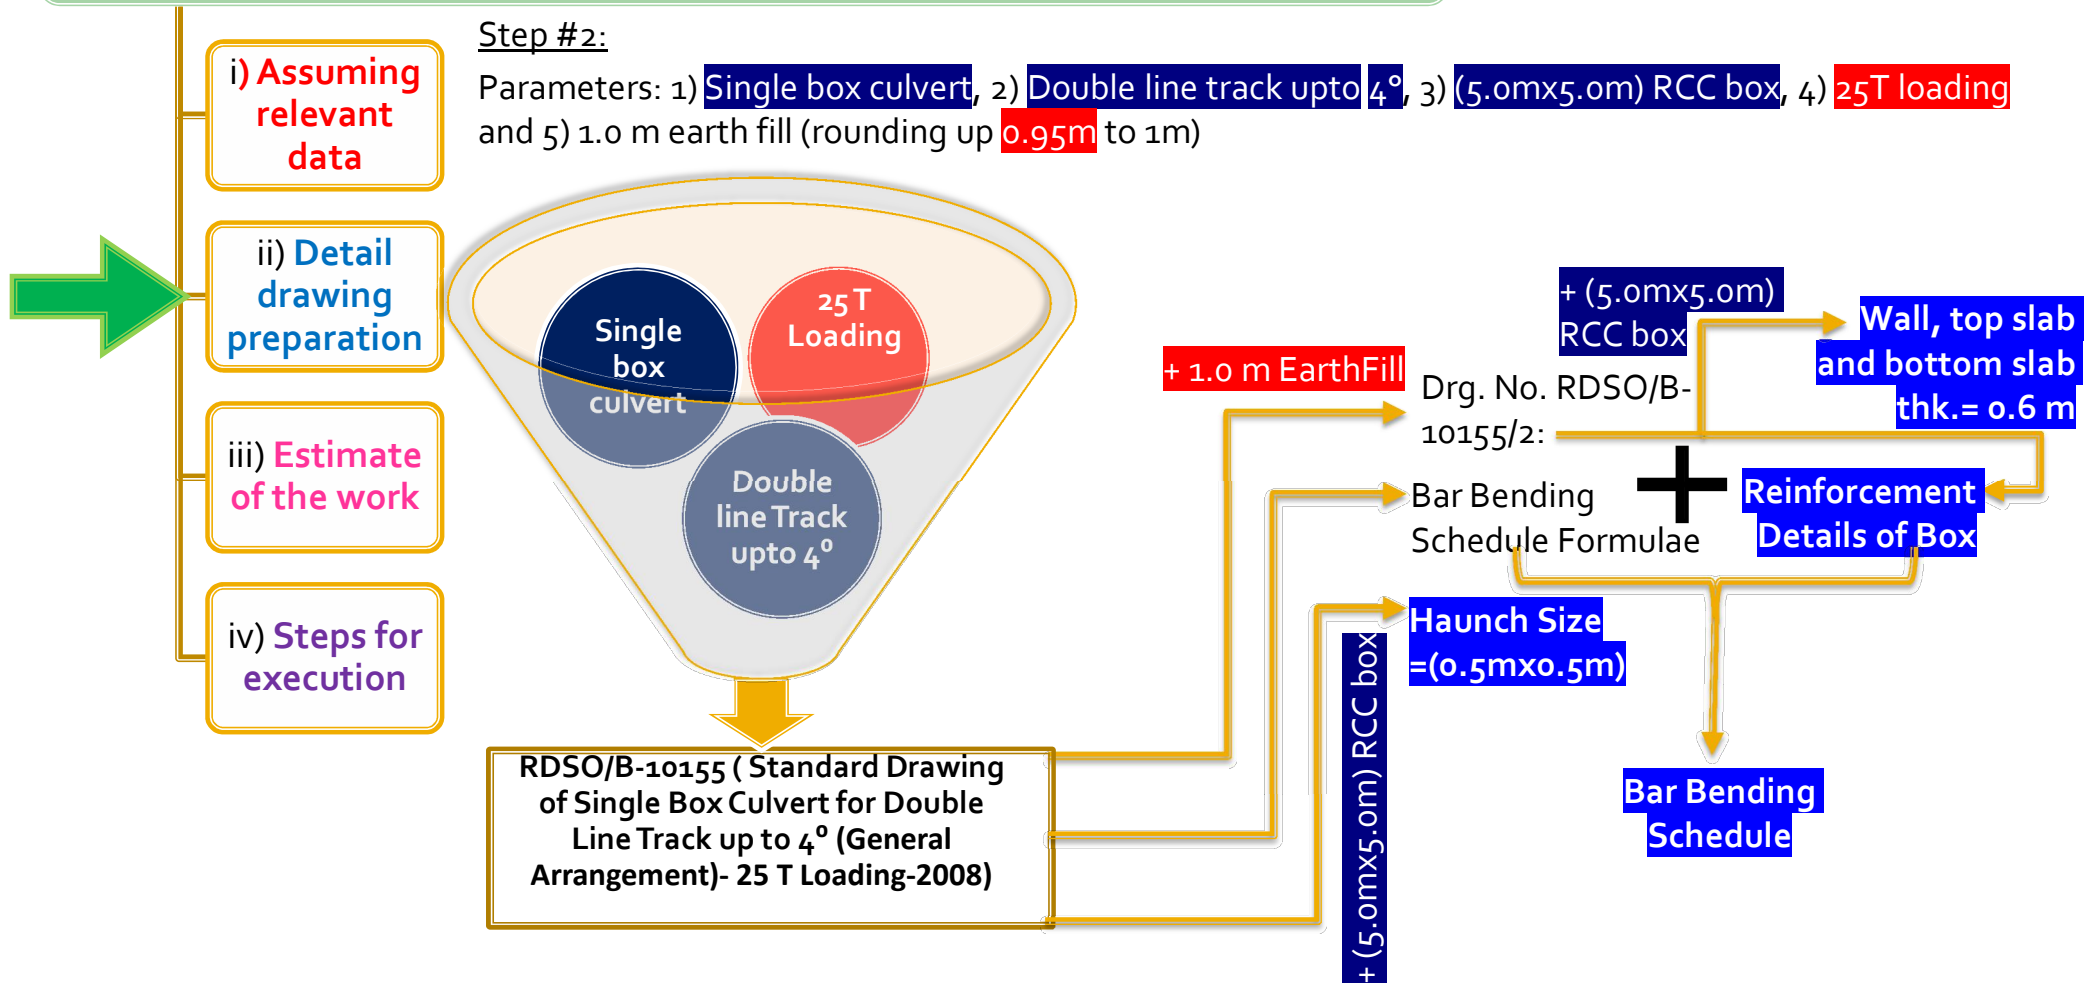 Step #2:
Parameters: 1) Single box culvert, 2) Double line track upto 4⁰, 3) (5.0mx5.0m) RCC box, 4) 25T loading
and 5) 1.0 m earth fill (rounding up 0.95m to 1m)
i) Assuming
relevant
data
ii) Detail
drawing
preparation
iii) Estimate
of the work
iv) Steps for
execution
Single
box
culvert
25 T
Loading
Double
line Track
upto 4⁰
RDSO/B-10155 ( Standard Drawing
of Single Box Culvert for Double
Line Track up to 4⁰ (General
Arrangement)- 25 T Loading-2008)
+ 1.0 m EarthFill
+ (5.0mx5.0m)
RCC box
Drg. No. RDSO/B-
10155/2:
Wall, top slab
and bottom slab
thk.= 0.6 m
Bar Bending
Schedule Formulae
+
Reinforcement
Details of Box
+ (5.0mx5.0m) RCC box
Haunch Size
=(0.5mx0.5m)
Bar Bending
Schedule